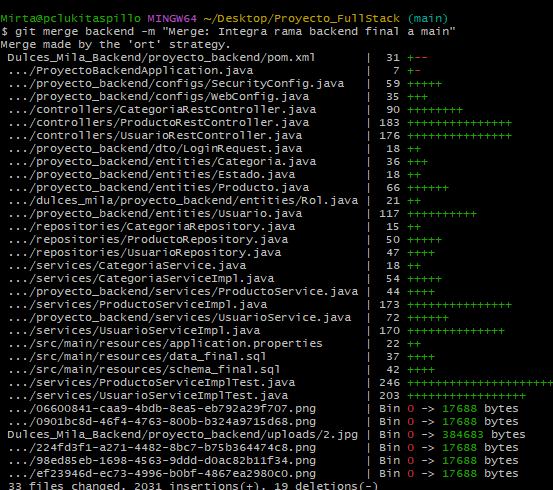 Mirta@pclukitaspillo MINGW64 ~/Desktop/Proyecto_FullStack (main)
$ git merge backend -m "Merge: Integra rama backend final a main"
Merge made by the 'ort' strategy.
 Dulces_Mila_Backend/proyecto_backend/pom.xml       |  31 +--
 .../ProyectoBackendApplication.java                |   7 +-
 .../proyecto_backend/configs/SecurityConfig.java   |  59 +++++
 .../proyecto_backend/configs/WebConfig.java        |  35 +++
 .../controllers/CategoriaRestController.java       |  90 ++++++++
 .../controllers/ProductoRestController.java        | 183 +++++++++++++++
 .../controllers/UsuarioRestController.java         | 176 +++++++++++++++
 .../proyecto_backend/dto/LoginRequest.java         |  18 ++
 .../proyecto_backend/entities/Categoria.java       |  36 +++
 .../proyecto_backend/entities/Estado.java          |  18 ++
 .../proyecto_backend/entities/Producto.java        |  66 ++++++
 .../dulces_mila/proyecto_backend/entities/Rol.java |  21 ++
 .../proyecto_backend/entities/Usuario.java         | 117 ++++++++++
 .../repositories/CategoriaRepository.java          |  15 ++
 .../repositories/ProductoRepository.java           |  50 +++++
 .../repositories/UsuarioRepository.java            |  47 ++++
 .../services/CategoriaService.java                 |  18 ++
 .../services/CategoriaServiceImpl.java             |  54 +++++
 .../proyecto_backend/services/ProductoService.java |  44 ++++
 .../services/ProductoServiceImpl.java              | 173 +++++++++++++++
 .../proyecto_backend/services/UsuarioService.java  |  72 ++++++
 .../services/UsuarioServiceImpl.java               | 170 ++++++++++++++
 .../src/main/resources/application.properties      |  22 ++
 .../src/main/resources/data_final.sql              |  37 ++++
 .../src/main/resources/schema_final.sql            |  42 ++++
 .../services/ProductoServiceImplTest.java          | 246 +++++++++++++++++++++
 .../services/UsuarioServiceImplTest.java           | 203 +++++++++++++++++
 .../06600841-caa9-4bdb-8ea5-eb792a29f707.png       | Bin 0 -> 17688 bytes
 .../0901bc8d-46f4-4763-800b-b324a9715d68.png       | Bin 0 -> 17688 bytes
 Dulces_Mila_Backend/proyecto_backend/uploads/2.jpg | Bin 0 -> 384683 bytes
 .../224fd3f1-a271-4482-8bc7-b75b364474c8.png       | Bin 0 -> 17688 bytes
 .../98ed85eb-1698-4563-9ddd-d0ac82b11f34.png       | Bin 0 -> 17688 bytes
 .../ef23946d-ec73-4996-b0bf-4867ea2980c0.png       | Bin 0 -> 17688 bytes
 33 files changed, 2031 insertions(+), 19 deletions(-)